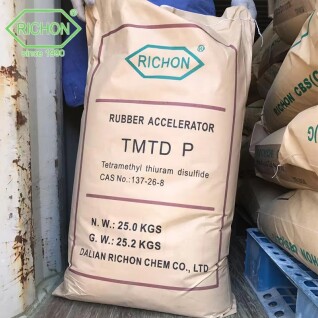 RICHON®
since 1990
RICHON®
RUBBER ACCELERATOR
TMTD P
Tetramethyl thiuram disulfide
CAS No.:137-26-8
N. W.: 25.0 KGS
G. W.: 25.2 KGS
DALIAN RICHON CHEM CO., LTD
CBS(C